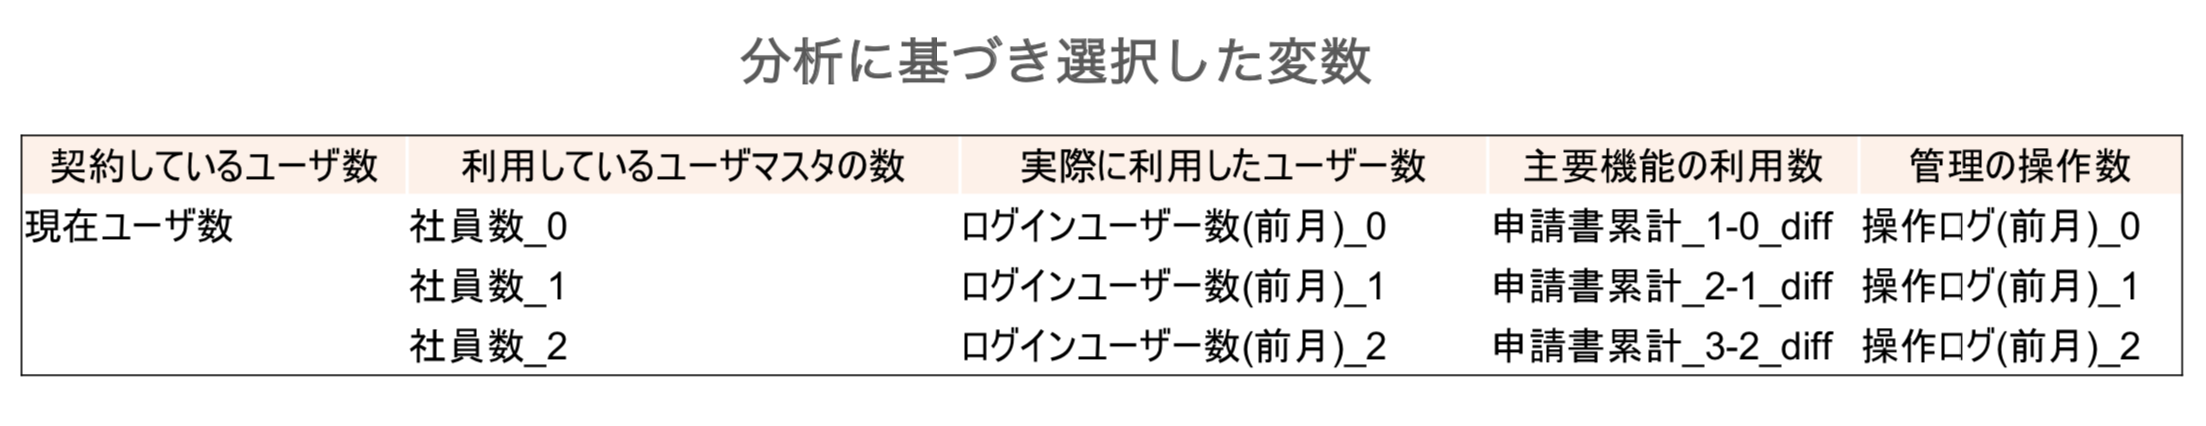 分析に基づき選択した変数
契約しているユーザ数 利用しているユーザマスタの数 実際に利用したユーザー数 主要機能の利用数 管理の操作数
現在ユーザ数 社員数_0 ログインユーザー数(前月)_0 申請書累計_1-0_diff 操作ログ(前月)_0
社員数_1 ログインユーザー数(前月)_1 申請書累計_2-1_diff 操作ログ(前月)_1
社員数_2 ログインユーザー数(前月)_2 申請書累計_3-2_diff 操作ログ(前月)_2